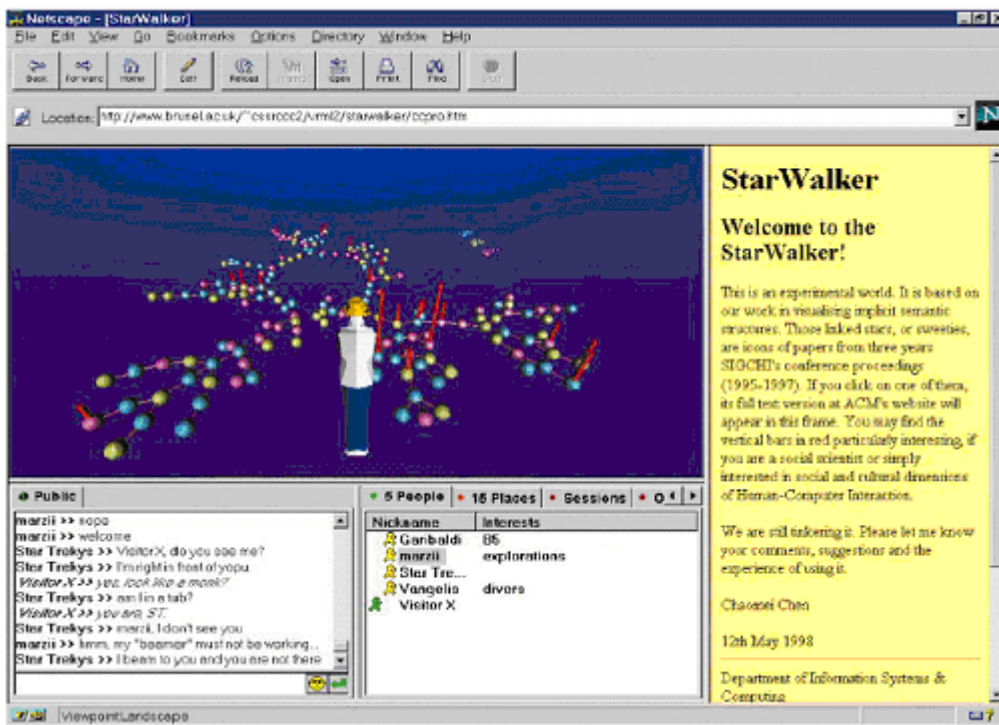 Netscape - [StarWalker]
File Edit View Go Bookmarks Options Directory Window Help
Back Forward Home Edit Reload Open Print Find Stop
Location: http://www.brunel.ac.uk/~cssrccc2/vrml2/starwalker/ccpro.htm
StarWalker
Welcome to the
StarWalker!
This is an experimental world. It is based on
our work in visualising implicit semantic
structures. Those linked stars, or sweeties,
are icons of papers from three years
SIGCHI's conference proceedings
(1995-1997). If you click on one of them,
its full text version at ACM's website will
appear in this frame. You may find the
vertical bars in red particularly interesting, if
you are a social scientist or simply
interested in social and cultural dimensions
of Human-Computer Interaction.
We are still tinkering it. Please let me know
your comments, suggestions and the
experience of using it.
Chaomei Chen
12th May 1998
Department of Information Systems &
Computing
Public
marzii >> nope
marzii >> welcome
Star Trekys >> VisitorX, do you see me?
Star Trekys >> I'm right in front of yopu
Visitor X >> yes, look like a monk?
Star Trekys >> am I in a tub?
Visitor X >> you are, ST.
Star Trekys >> marzii, I don't see you
marzii >> hmm, my "beamer" must not be working...
Star Trekys >> I beam to you and you are not there
5 People 15 Places Sessions O
Nickname Interests
Garibaldi B5
marzii explorations
Star Tre...
Vangelis divers
Visitor X
ViewpointLandscape